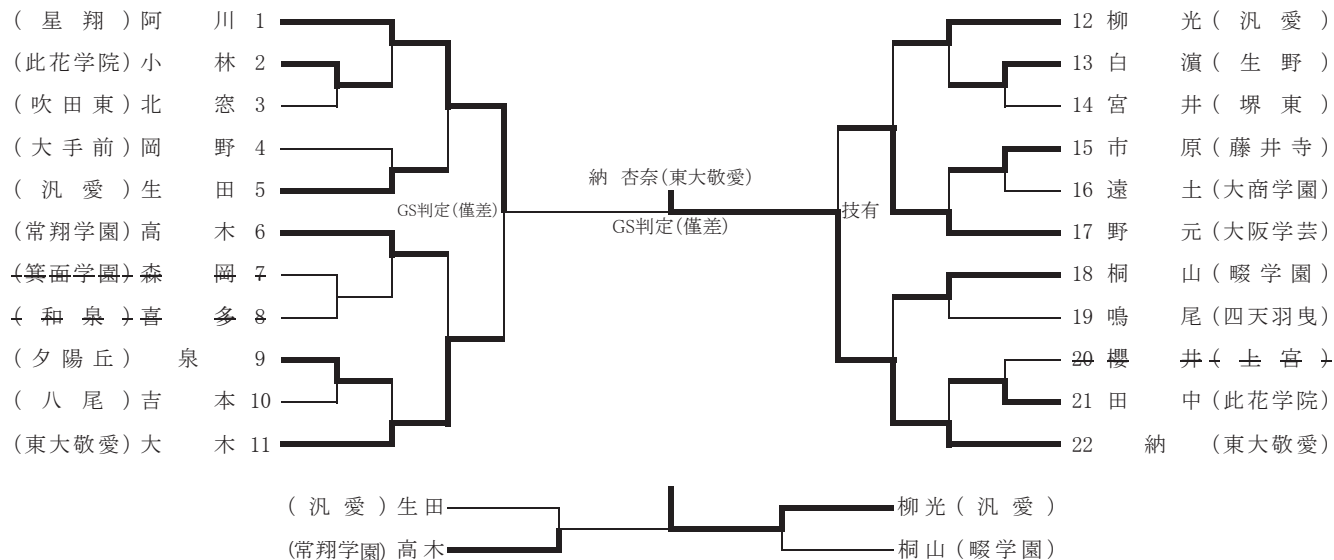 (星翔)阿川 1
(此花学院)小林 2
(吹田東)北窓 3
(大手前)岡野 4
(汎愛)生田 5
(常翔学園)高木 6
(箕面学園)森岡 7
(和泉)喜多 8
(夕陽丘)泉 9
(八尾)吉本 10
(東大敬愛)大木 11
GS判定(僅差)
納 杏奈(東大敬愛)
GS判定(僅差)
技有
12 柳光(汎愛)
13 白濵(生野)
14 宮井(堺東)
15 市原(藤井寺)
16 遠土(大商学園)
17 野元(大阪学芸)
18 桐山(畷学園)
19 鳴尾(四天羽曳)
20 櫻井(上宮)
21 田中(此花学院)
22 納(東大敬愛)
(汎愛)生田
(常翔学園)高木
柳光(汎愛)
桐山(畷学園)